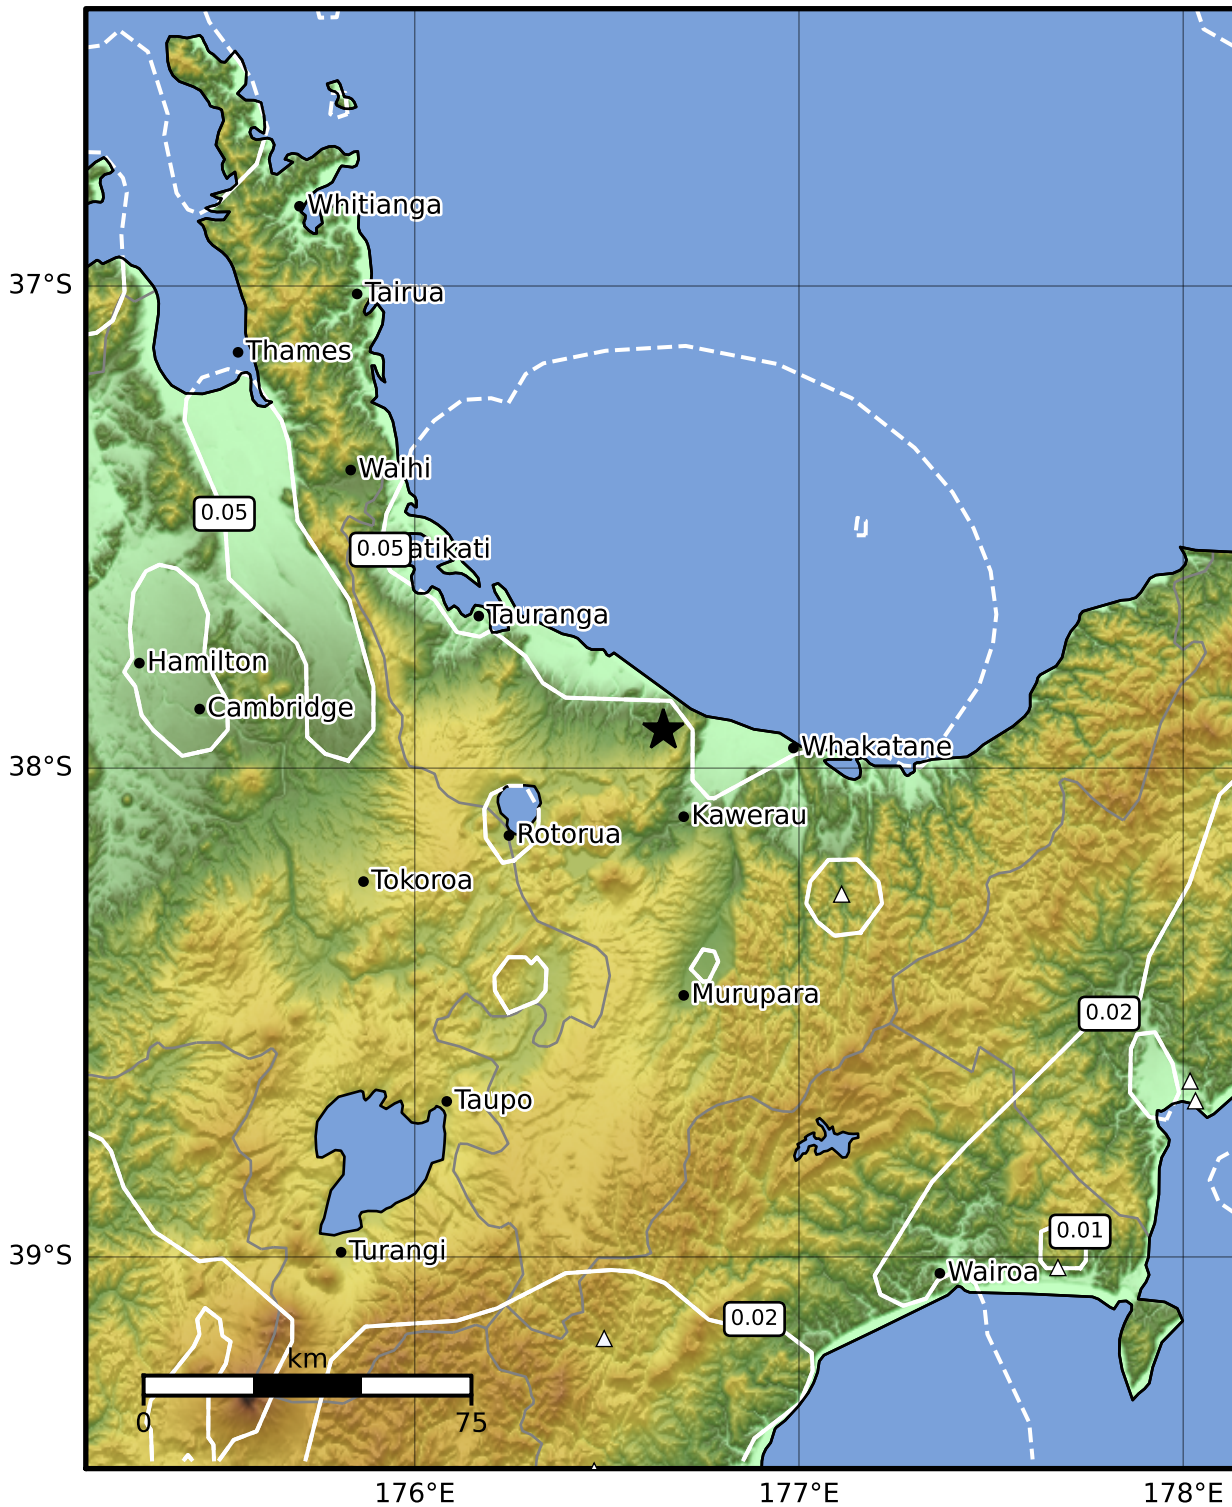 Whitianga
37°S
Tairua
Thames
Waihi
0.05
0.05
atikati
Tauranga
Hamilton
Cambridge
Whakatane
38°S
Kawerau
Rotorua
Tokoroa
Murupara
0.02
Taupo
0.01
39°S
Turangi
Wairoa
0.02
km
0
75
176°E
177°E
178°E